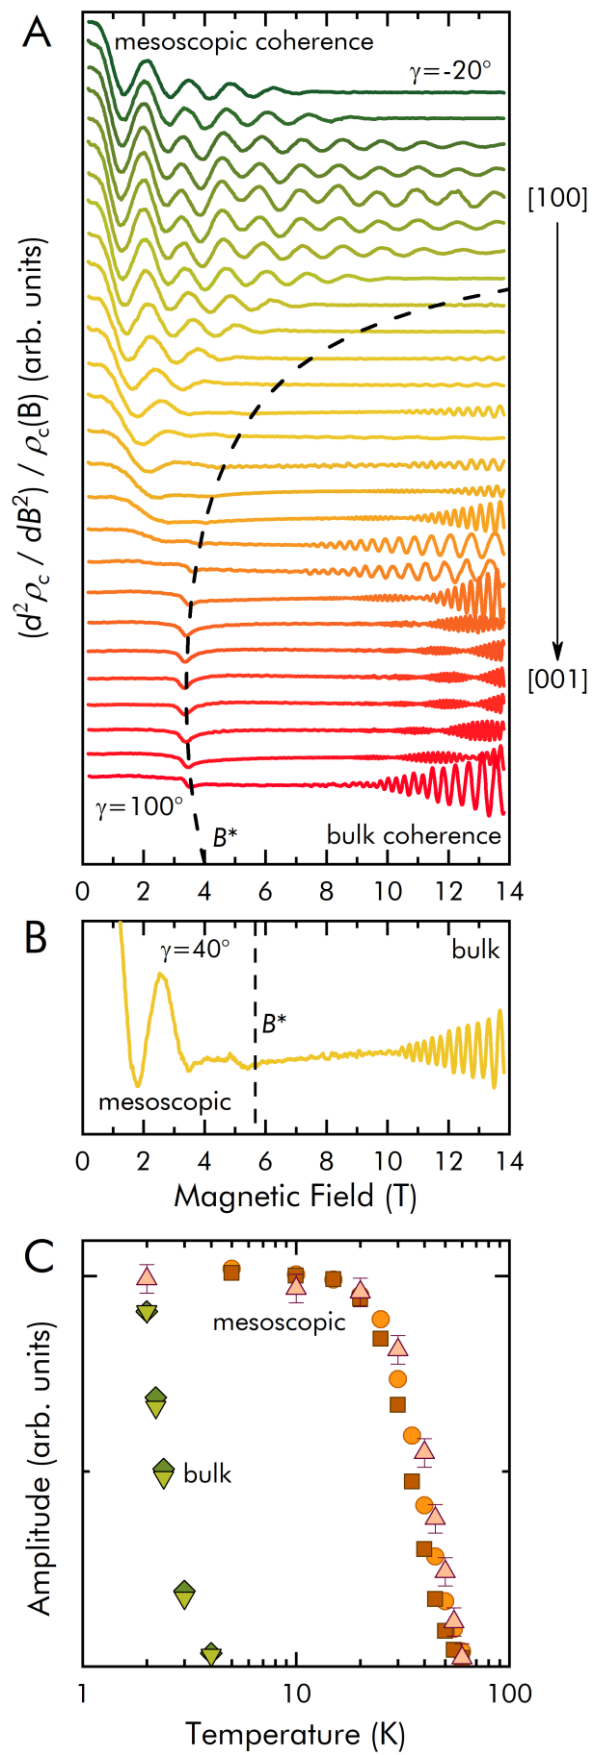 A
mesoscopic coherence
γ=-20°
[100]
[001]
(d²ρc / dB²) / ρc(B) (arb. units)
γ=100°
B*
bulk coherence
0 2 4 6 8 10 12 14
B
γ=40°
bulk
B*
mesoscopic
0 2 4 6 8 10 12 14
Magnetic Field (T)
C
mesoscopic
bulk
Amplitude (arb. units)
1 10 100
Temperature (K)